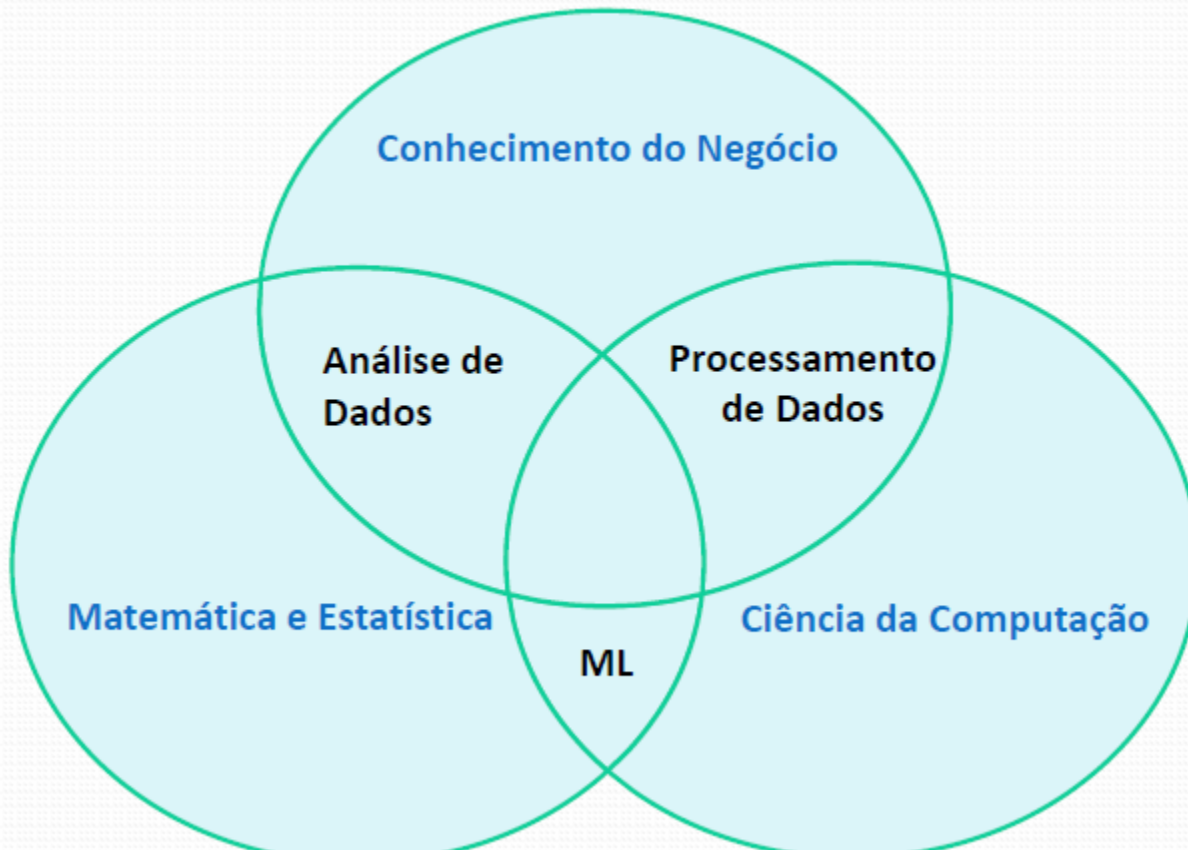 Conhecimento do Negócio
Análise de
Dados
Processamento
de Dados
Matemática e Estatística
Ciência da Computação
ML